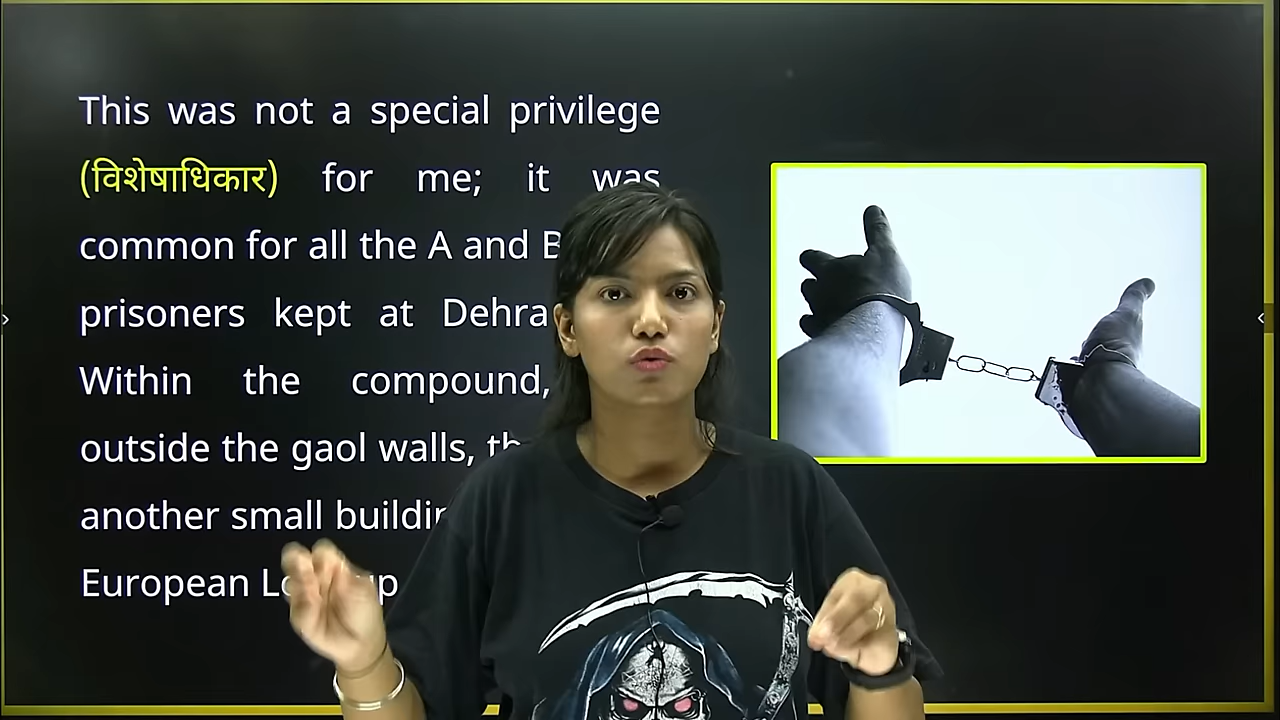 This was not a special privilege
(विशेषाधिकार) for me; it was
common for all the A and B
prisoners kept at Dehra
Within the compound,
outside the gaol walls,
another small
European